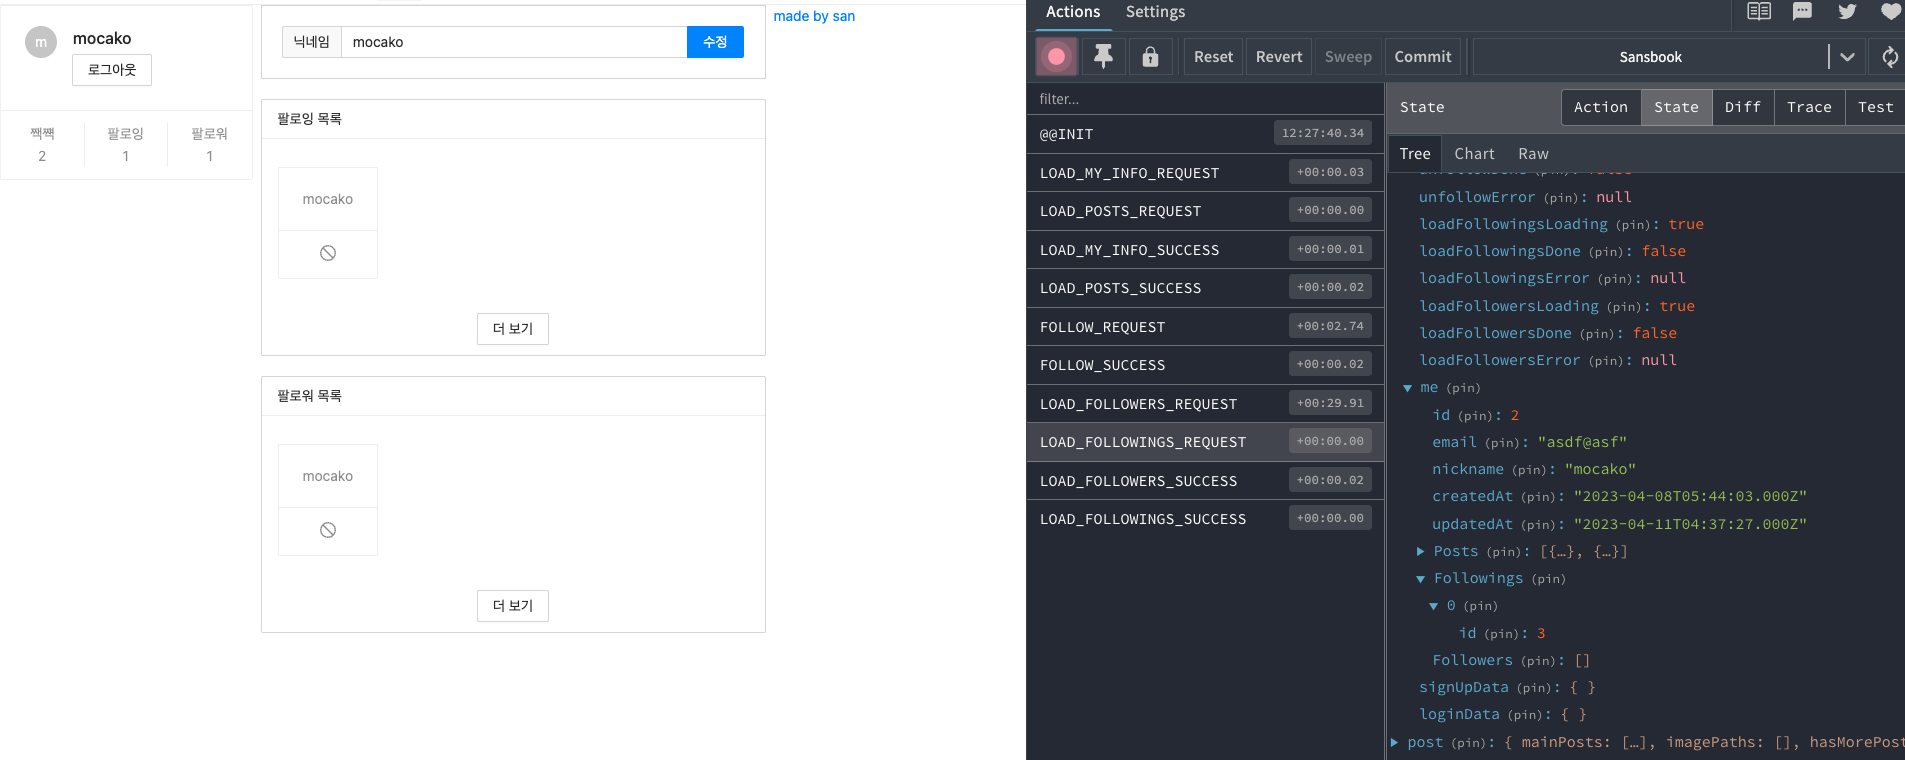 m
mocako
로그아웃
짹쨱
2
팔로잉
1
팔로워
1
닉네임
mocako
수정
팔로잉 목록
mocako
더 보기
팔로워 목록
mocako
더 보기
made by san
Actions
Settings
Reset
Revert
Sweep
Commit
Sansbook
filter...
@@INIT 12:27:40.34
LOAD_MY_INFO_REQUEST +00:00.03
LOAD_POSTS_REQUEST +00:00.00
LOAD_MY_INFO_SUCCESS +00:00.01
LOAD_POSTS_SUCCESS +00:00.02
FOLLOW_REQUEST +00:02.74
FOLLOW_SUCCESS +00:00.02
LOAD_FOLLOWERS_REQUEST +00:29.91
LOAD_FOLLOWINGS_REQUEST +00:00.00
LOAD_FOLLOWERS_SUCCESS +00:00.02
LOAD_FOLLOWINGS_SUCCESS +00:00.00
State
Action
State
Diff
Trace
Test
Tree
Chart
Raw
unfollowError (pin): null
loadFollowingsLoading (pin): true
loadFollowingsDone (pin): false
loadFollowingsError (pin): null
loadFollowersLoading (pin): true
loadFollowersDone (pin): false
loadFollowersError (pin): null
me (pin)
id (pin): 2
email (pin): "asdf@asf"
nickname (pin): "mocako"
createdAt (pin): "2023-04-08T05:44:03.000Z"
updatedAt (pin): "2023-04-11T04:37:27.000Z"
Posts (pin): [{…}, {…}]
Followings (pin)
0 (pin)
id (pin): 3
Followers (pin): []
signUpData (pin): { }
loginData (pin): { }
post (pin): { mainPosts: […], imagePaths: [], hasMorePost